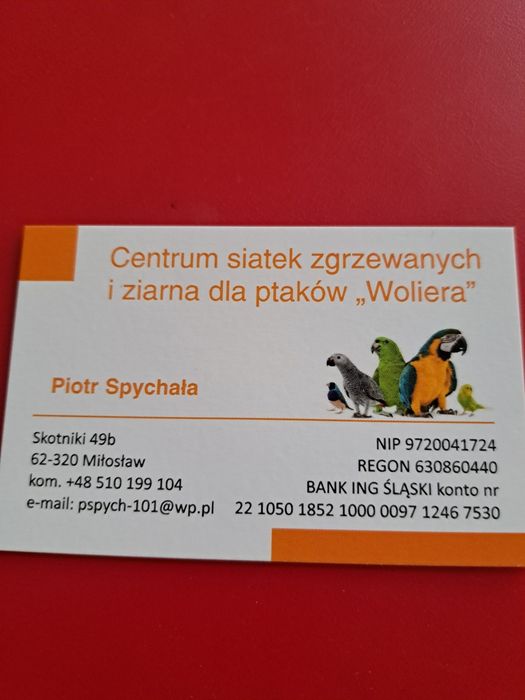 Centrum siatek zgrzewanych
i ziarna dla ptaków „Woliera”
Piotr Spychała
Skotniki 49b
62-320 Miłosław
kom. +48 510 199 104
e-mail: pspych-101@wp.pl
NIP 9720041724
REGON 630860440
BANK ING ŚLĄSKI konto nr
22 1050 1852 1000 0097 1246 7530